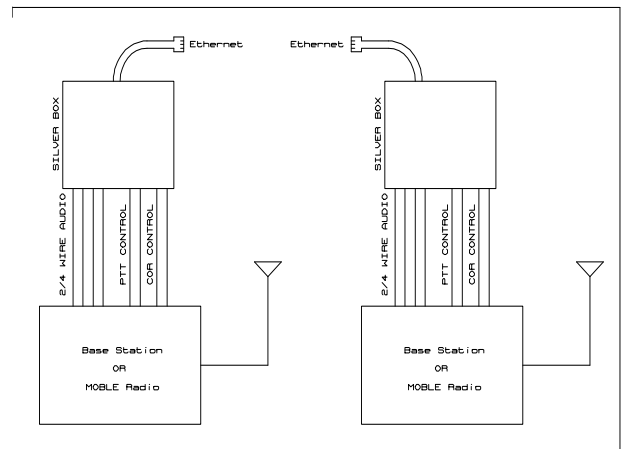 Ethernet
Ethernet
SILVER BOX
SILVER BOX
2/4 WIRE AUDIO
PTT CONTROL
COR CONTROL
2/4 WIRE AUDIO
PTT CONTROL
COR CONTROL
Base Station
OR
MOBLE Radio
Base Station
OR
MOBLE Radio